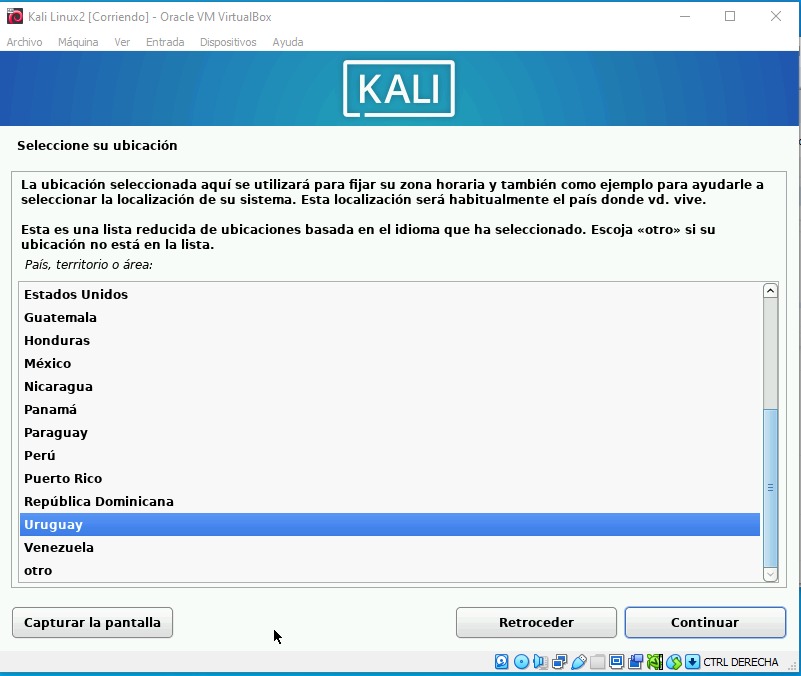 Kali Linux2 [Corriendo] - Oracle VM VirtualBox
Archivo Máquina Ver Entrada Dispositivos Ayuda
KALI
Seleccione su ubicación
La ubicación seleccionada aquí se utilizará para fijar su zona horaria y también como ejemplo para ayudarle a
seleccionar la localización de su sistema. Esta localización será habitualmente el país donde vd. vive.
Esta es una lista reducida de ubicaciones basada en el idioma que ha seleccionado. Escoja «otro» si su
ubicación no está en la lista.
País, territorio o área:
Estados Unidos
Guatemala
Honduras
México
Nicaragua
Panamá
Paraguay
Perú
Puerto Rico
República Dominicana
Uruguay
Venezuela
otro
Capturar la pantalla Retroceder Continuar
CTRL DERECHA